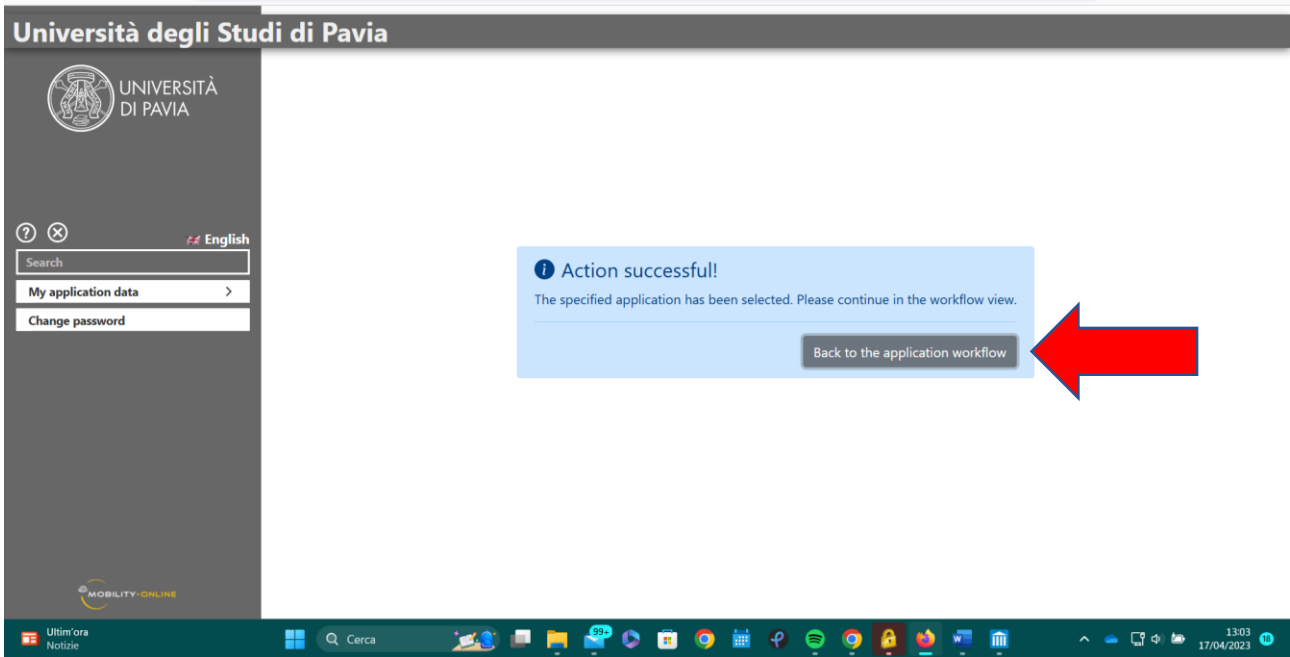 Università degli Studi di Pavia
UNIVERSITÀ
DI PAVIA
English
Search
My application data
Change password
Action successful!
The specified application has been selected. Please continue in the workflow view.
Back to the application workflow
MOBILITY-ONLINE
Ultim'ora
Notizie
Cerca
99+
13:03
17/04/2023
18